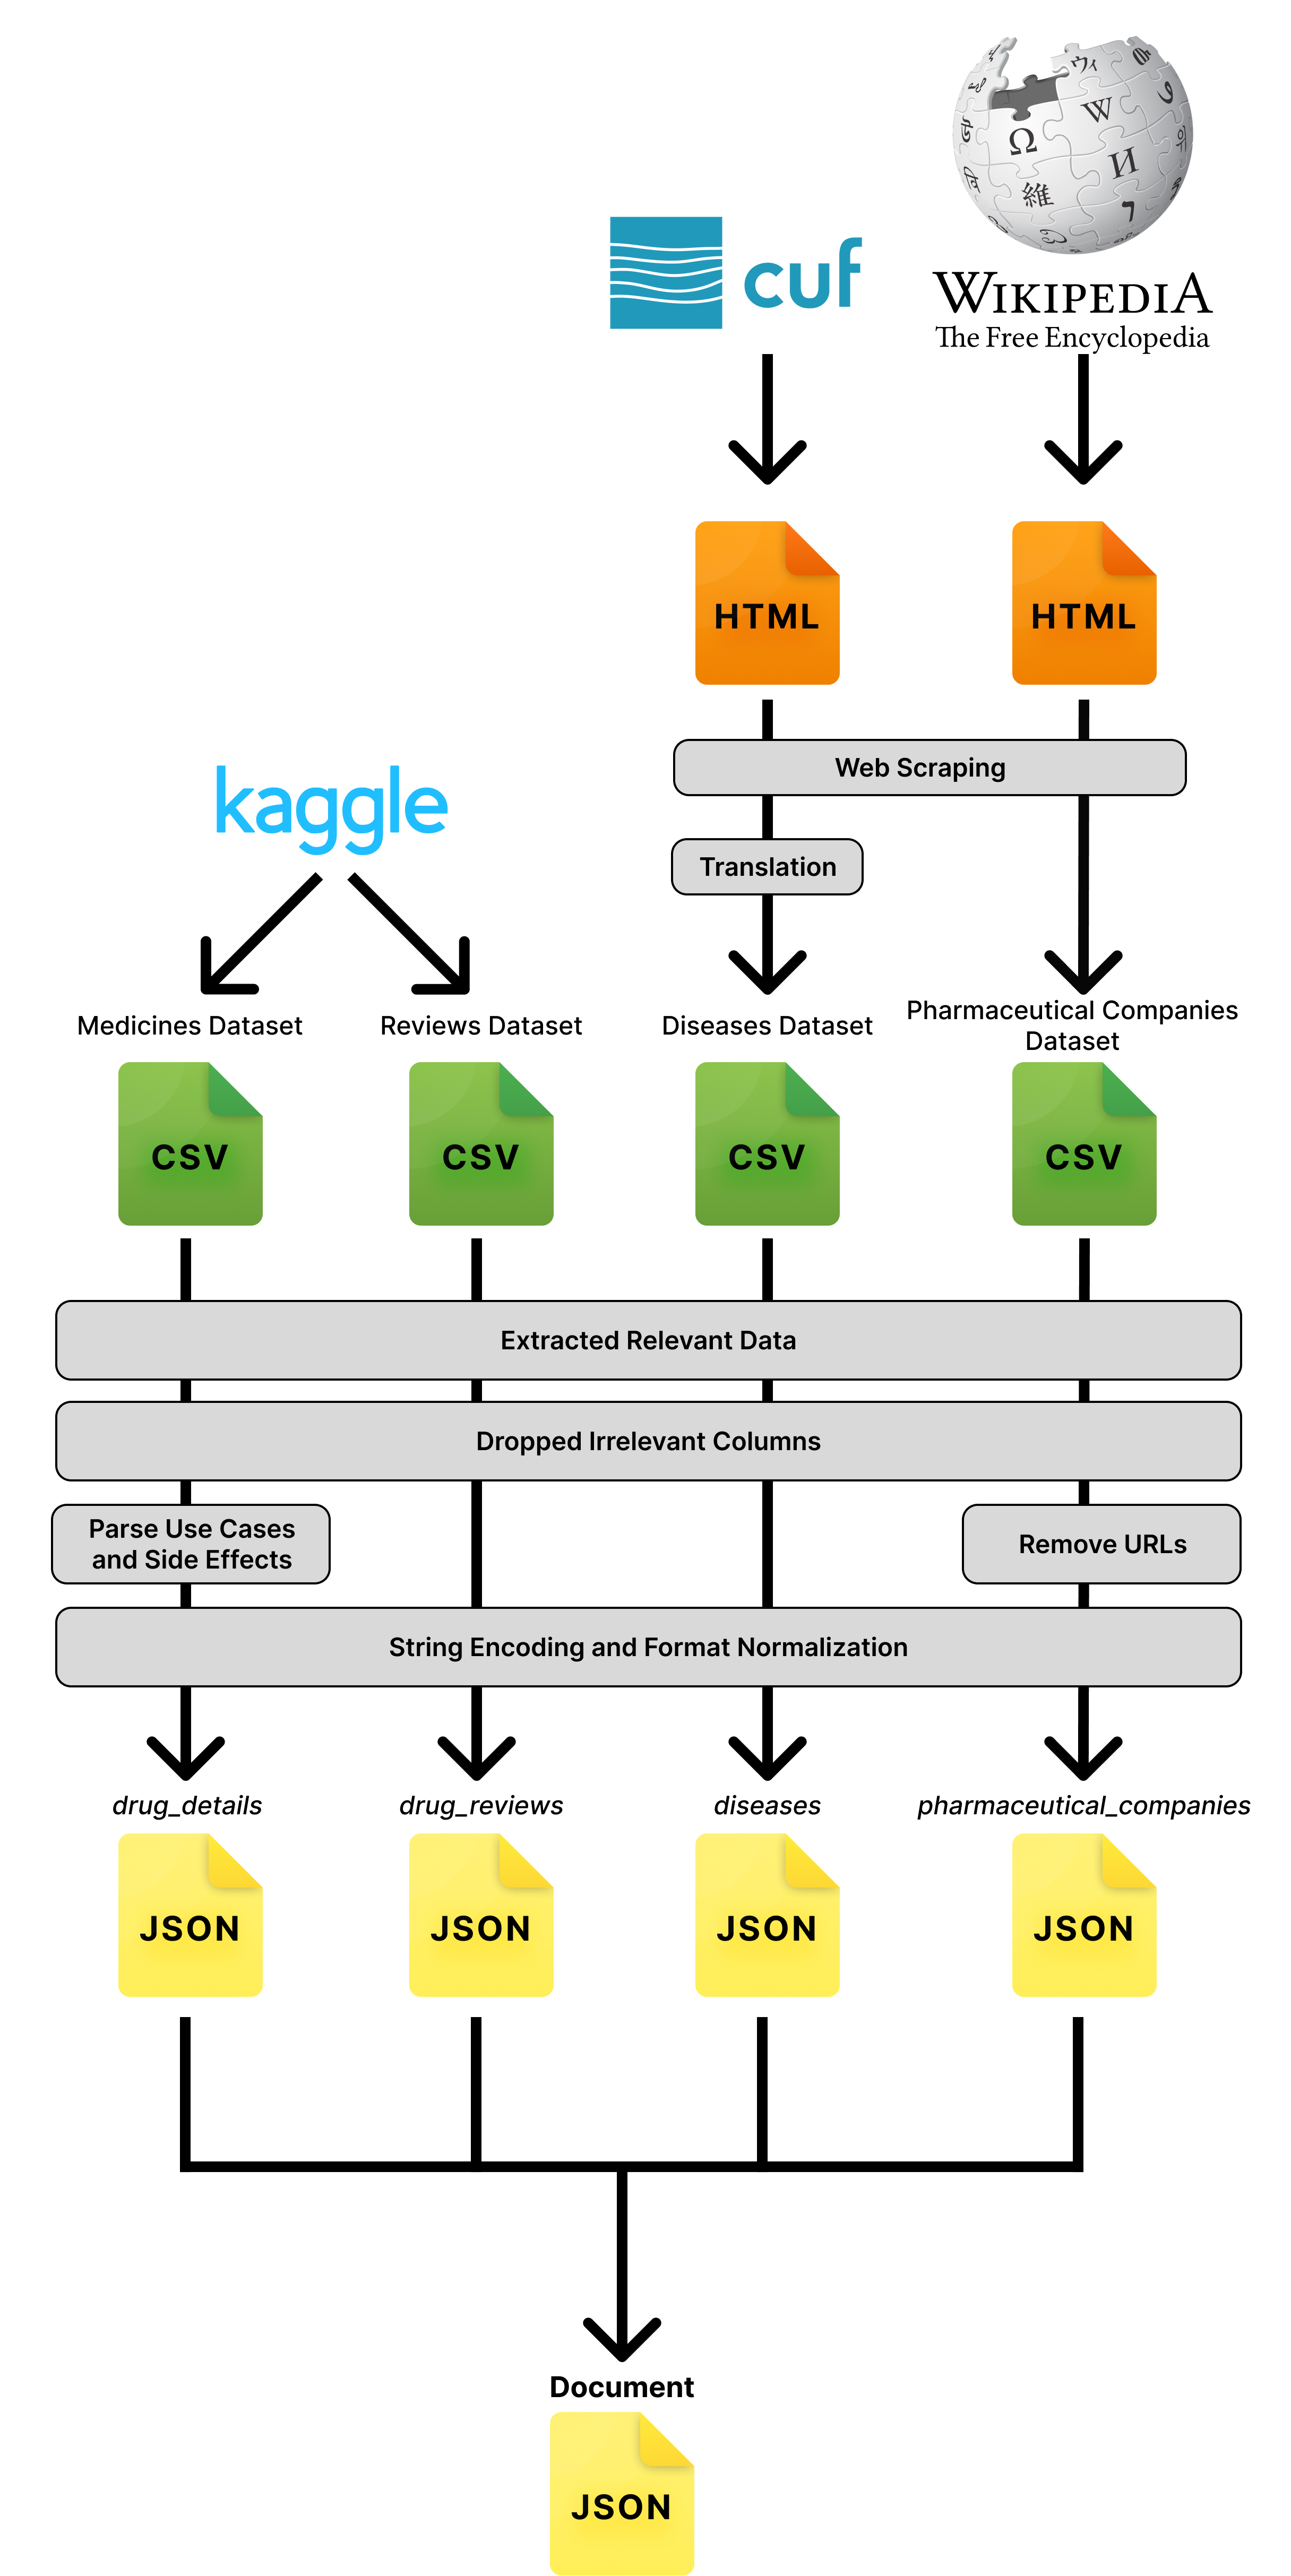 cuf
WIKIPEDIA
The Free Encyclopedia
HTML
HTML
Web Scraping
kaggle
Translation
Medicines Dataset
Reviews Dataset
Diseases Dataset
Pharmaceutical Companies
Dataset
CSV
CSV
CSV
CSV
Extracted Relevant Data
Dropped Irrelevant Columns
Parse Use Cases
and Side Effects
Remove URLs
String Encoding and Format Normalization
drug_details
drug_reviews
diseases
pharmaceutical_companies
JSON
JSON
JSON
JSON
Document
JSON